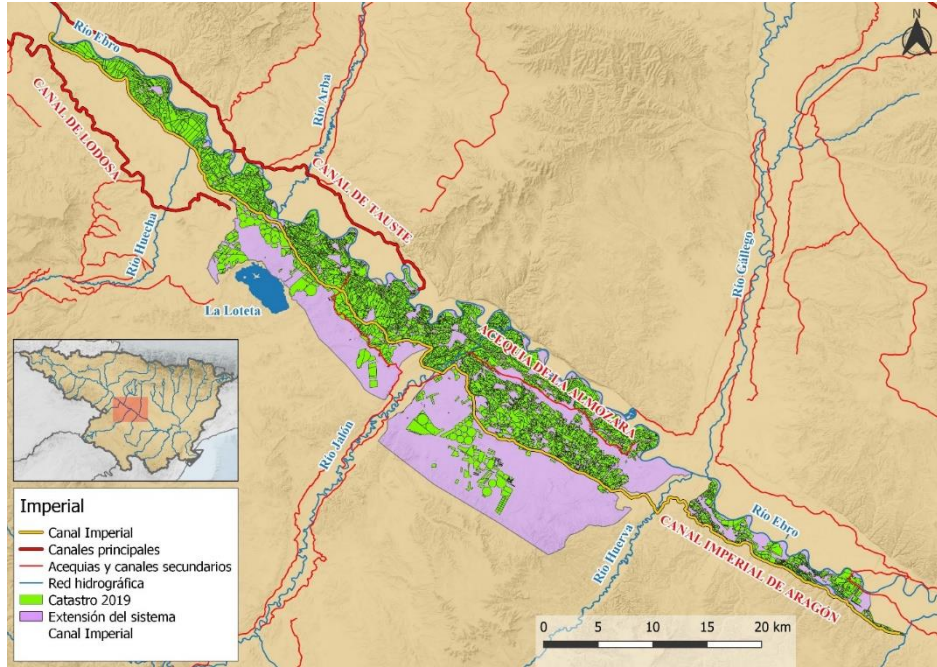 N
Río Ebro
Río Arba
CANAL DE LODOSA
CANAL DE TAUSTE
Río Huecha
Río Gállego
La Loteta
ACEQUIA DE LA ALMOZARA
Río Jalón
Río Ebro
Río Huerva
CANAL IMPERIAL DE ARAGÓN
Imperial
Canal Imperial
Canales principales
Acequias y canales secundarios
Red hidrográfica
Catastro 2019
Extensión del sistema
Canal Imperial
0 5 10 15 20 km